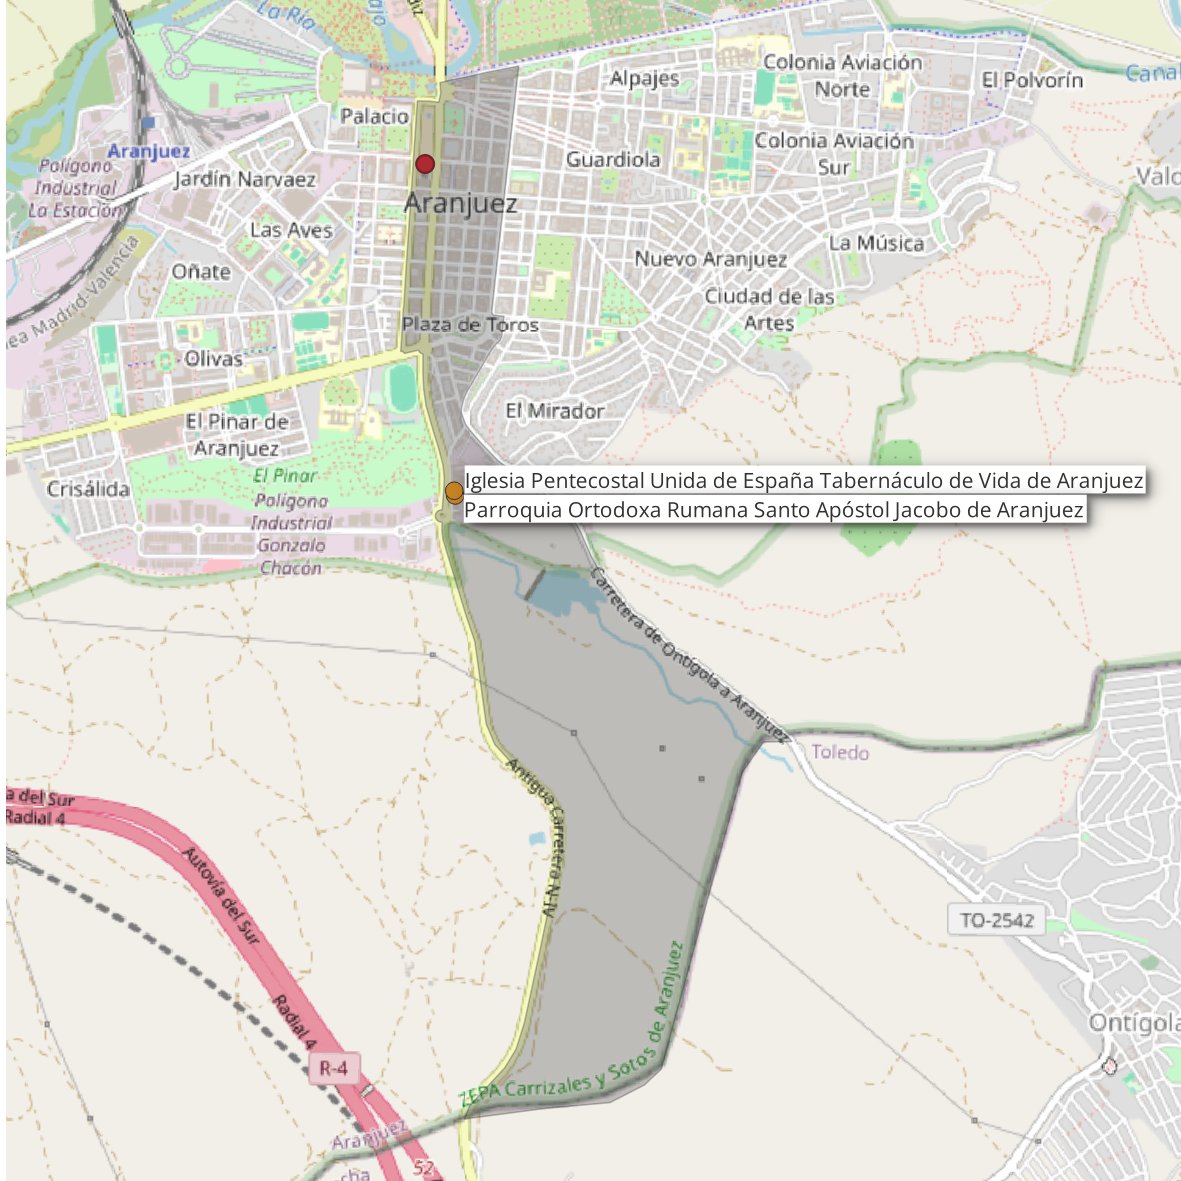 La Ría
Alpajes
Colonia Aviación
Norte
El Polvorín
Canal
Palacio
Aranjuez
Polígono
Industrial
La Estación
Jardín Narvaez
Guardiola
Colonia Aviación
Sur
Aranjuez
Las Aves
La Música
Oñate
Nuevo Aranjuez
Ciudad de las
Artes
Madrid-Valencia
Plaza de Toros
Olivas
El Mirador
El Pinar de
Aranjuez
El Pinar
Crisálida
Iglesia Pentecostal Unida de España Tabernáculo de Vida de Aranjuez
Parroquia Ortodoxa Rumana Santo Apóstol Jacobo de Aranjuez
Polígono
Industrial
Gonzalo
Chacón
Carretera de Ontígola a Aranjuez
Toledo
Antigua Carretera N-IV
a del Sur
Radial 4
Autovía del Sur
TO-2542
Radial 4
Ontígola
R-4
ZEPA Carrizales y Sotos de Aranjuez
Aranjuez
52
cha